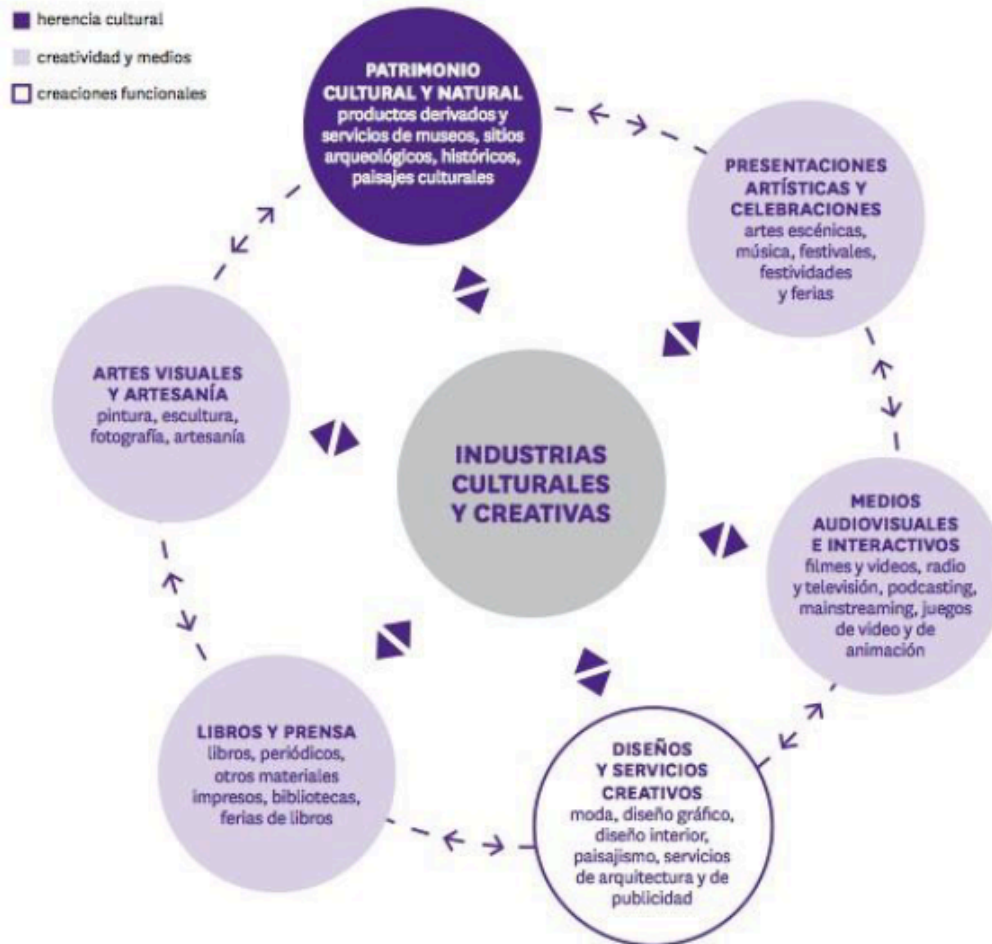 herencia cultural
creatividad y medios
creaciones funcionales
PATRIMONIO
CULTURAL Y NATURAL
productos derivados y
servicios de museos, sitios
arqueológicos, históricos,
paisajes culturales
PRESENTACIONES
ARTÍSTICAS Y
CELEBRACIONES
artes escénicas,
música, festivales,
festividades
y ferias
ARTES VISUALES
Y ARTESANÍA
pintura, escultura,
fotografía, artesanía
INDUSTRIAS
CULTURALES
Y CREATIVAS
MEDIOS
AUDIOVISUALES
E INTERACTIVOS
filmes y videos, radio
y televisión, podcasting,
mainstreaming, juegos
de video y de
animación
LIBROS Y PRENSA
libros, periódicos,
otros materiales
impresos, bibliotecas,
ferias de libros
DISEÑOS
Y SERVICIOS
CREATIVOS
moda, diseño gráfico,
diseño interior,
paisajismo, servicios
de arquitectura y de
publicidad